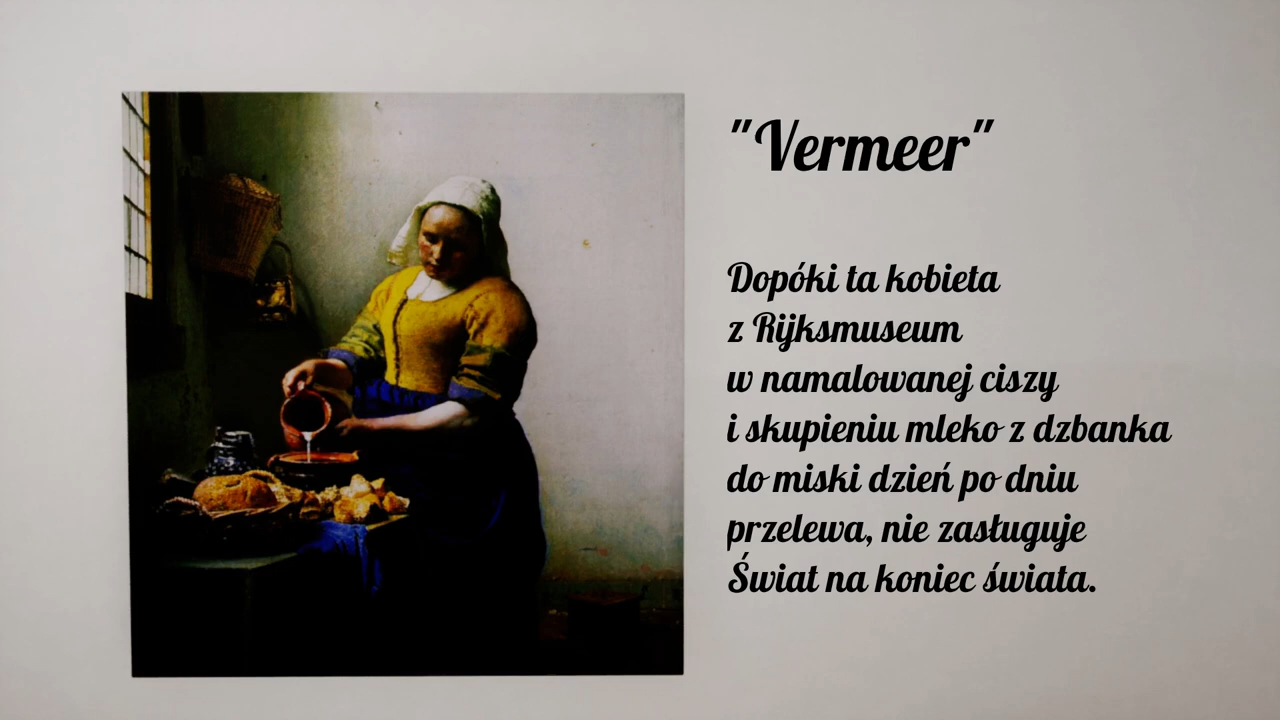 "Vermeer"
Dopóki ta kobieta
z Rijksmuseum
w namalowanej ciszy
i skupieniu mleko z dzbanka
do miski dzień po dniu
przelewa, nie zasługuje
Świat na koniec świata.